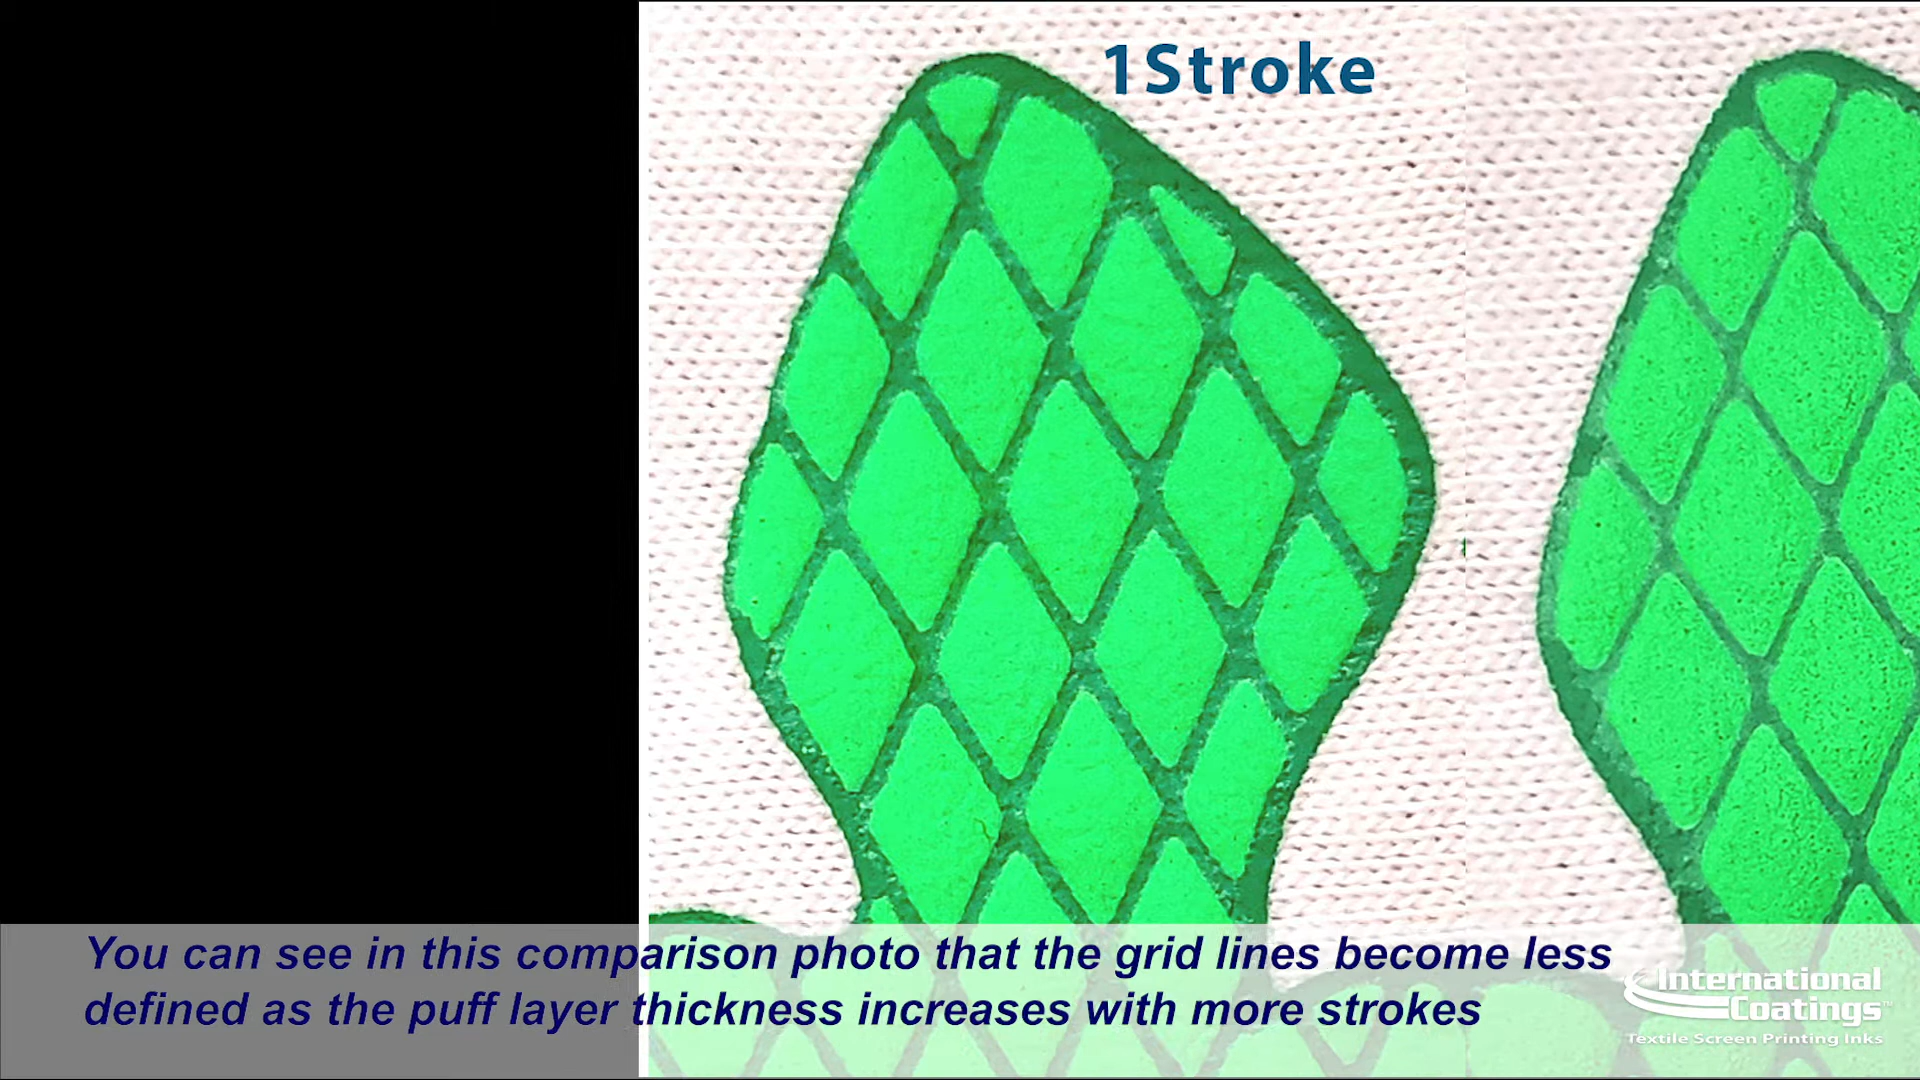 1Stroke
You can see in this comparison photo that the grid lines become less
defined as the puff layer thickness increases with more strokes
International
Coatings™
Textile Screen Printing Inks